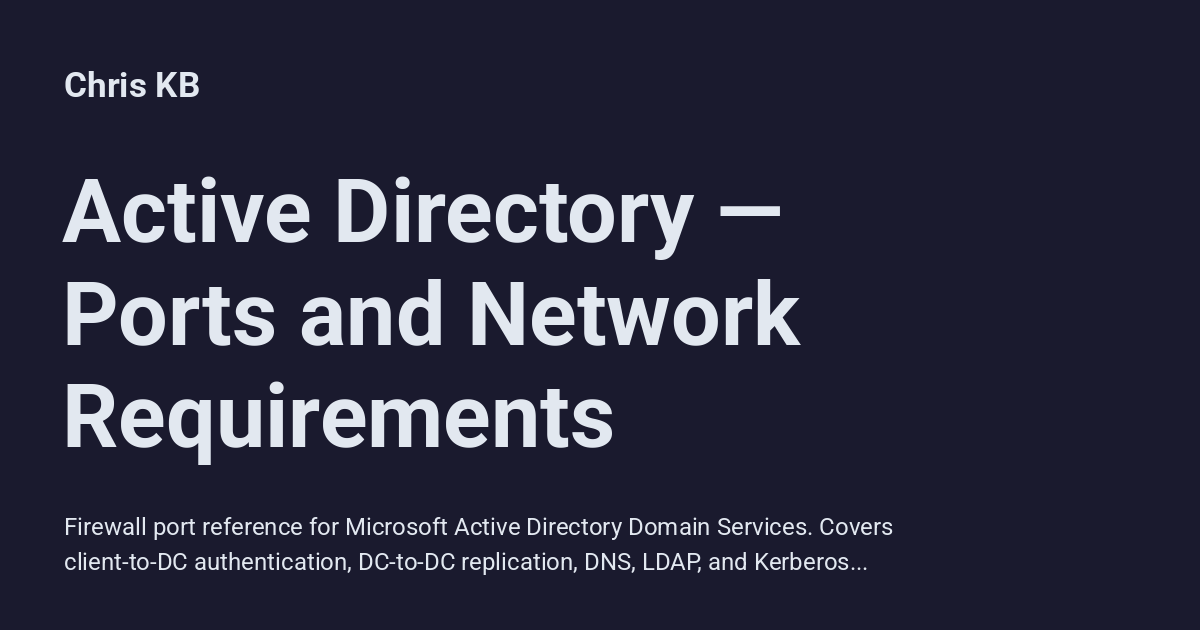 Chris KB
Active Directory —
Ports and Network
Requirements
Firewall port reference for Microsoft Active Directory Domain Services. Covers
client-to-DC authentication, DC-to-DC replication, DNS, LDAP, and Kerberos...